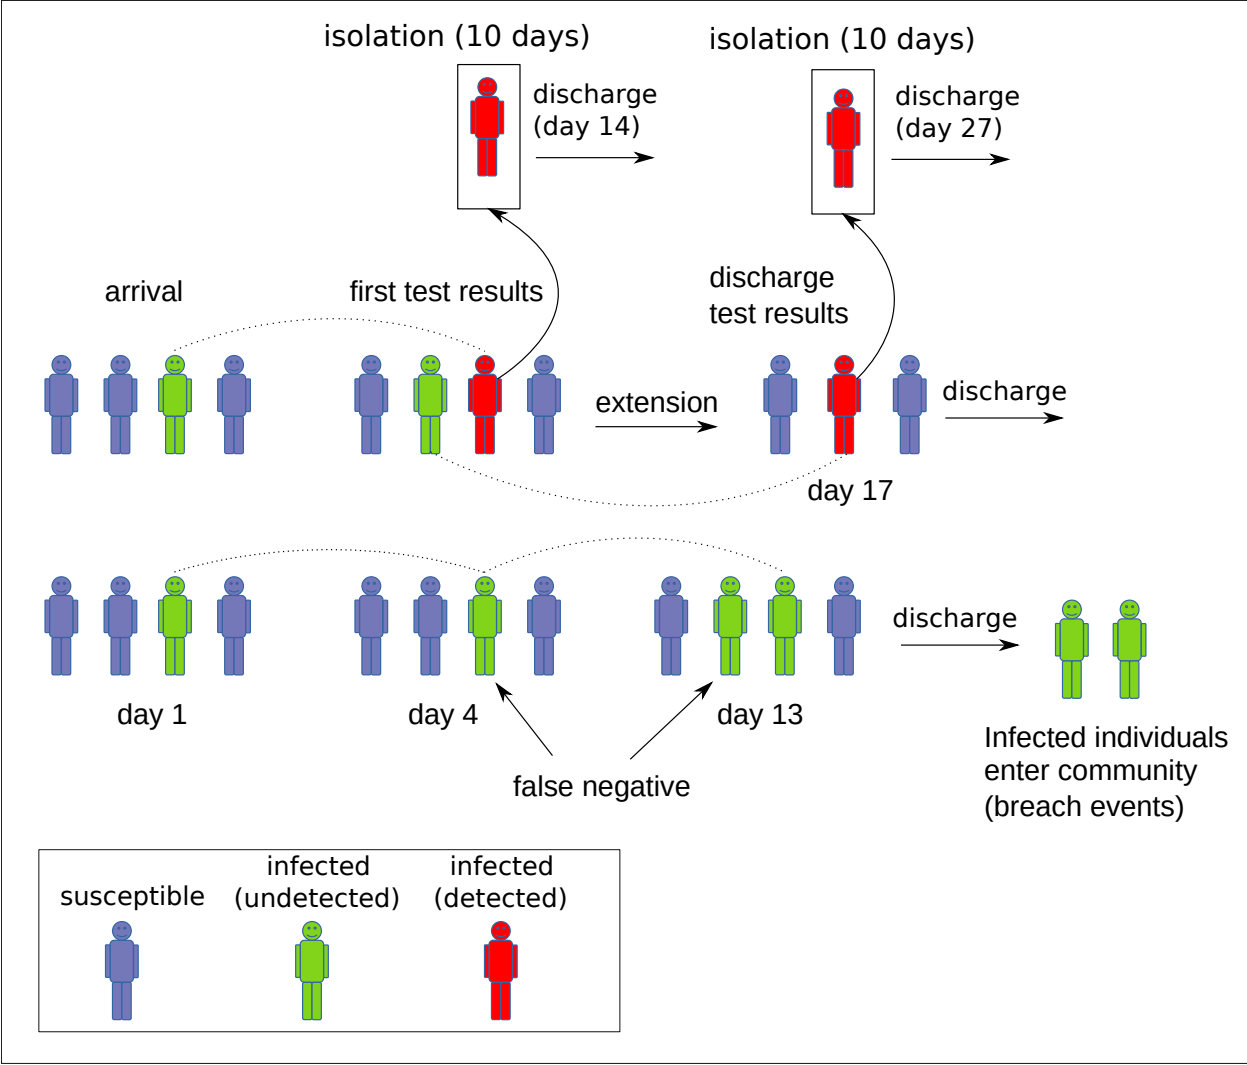 isolation (10 days)
isolation (10 days)
discharge
(day 14)
discharge
(day 27)
arrival
first test results
discharge
test results
extension
discharge
day 17
discharge
day 1
day 4
day 13
false negative
Infected individuals
enter community
(breach events)
susceptible
infected
(undetected)
infected
(detected)